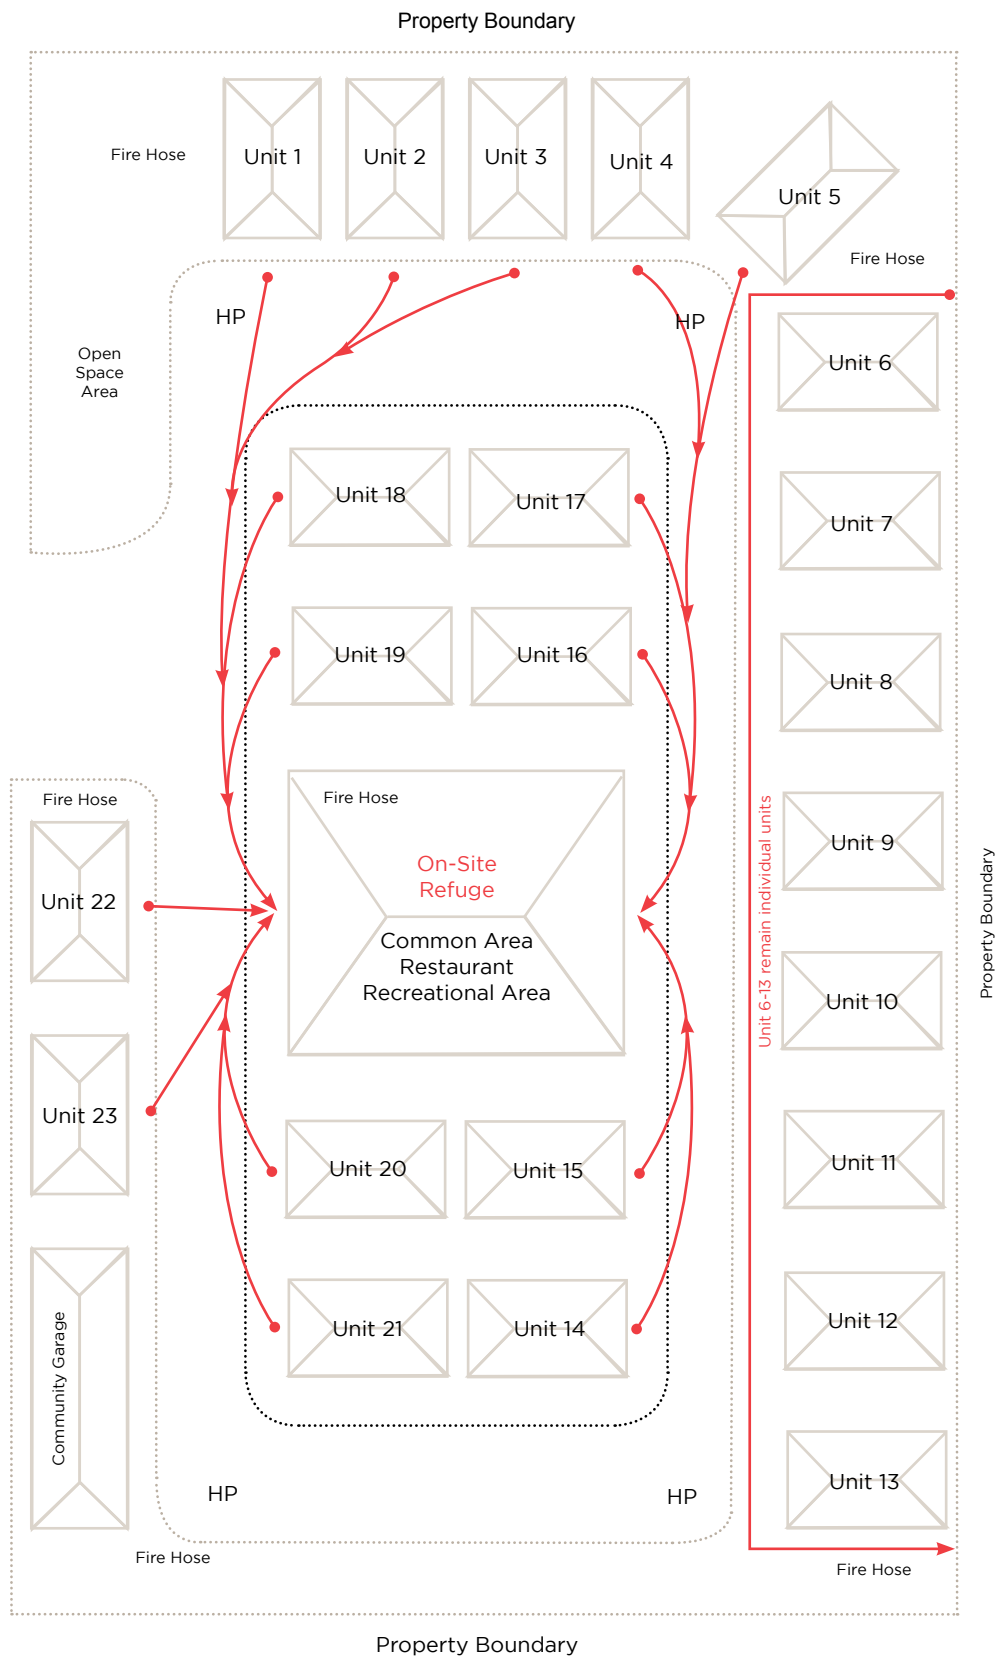 Property Boundary
Fire Hose
Unit 1
Unit 2
Unit 3
Unit 4
Unit 5
Fire Hose
HP
HP
Open
Space
Area
Unit 6
Unit 18
Unit 17
Unit 7
Unit 19
Unit 16
Unit 8
Fire Hose
Fire Hose
On-Site
Refuge
Common Area
Restaurant
Recreational Area
Unit 6-13 remain individual units
Unit 9
Property Boundary
Unit 22
Unit 10
Unit 23
Unit 20
Unit 15
Unit 11
Community Garage
Unit 21
Unit 14
Unit 12
Unit 13
HP
HP
Fire Hose
Fire Hose
Property Boundary